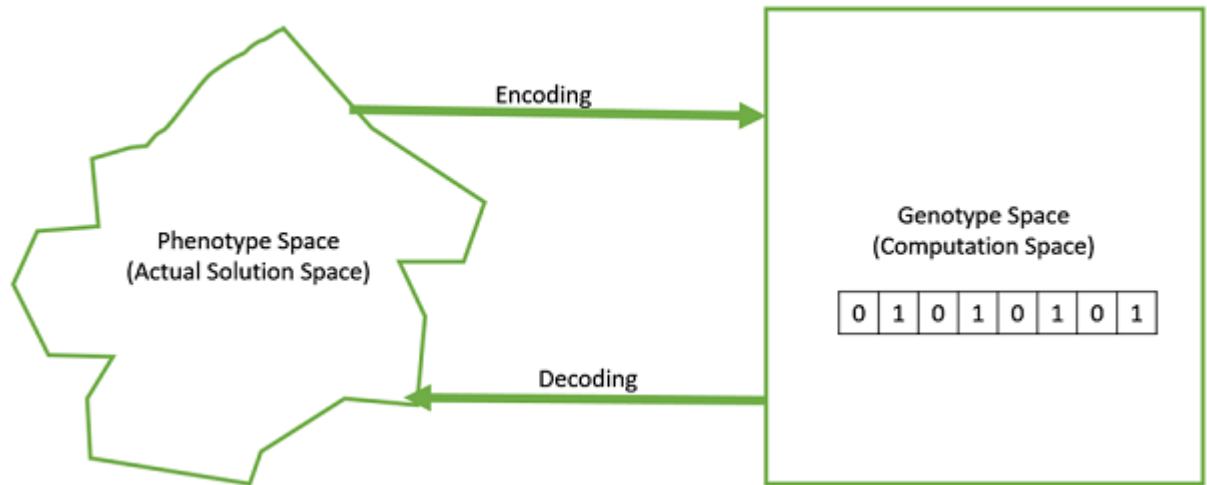 Encoding
Phenotype Space
(Actual Solution Space)
Genotype Space
(Computation Space)
0 1 0 1 0 1 0 1
Decoding